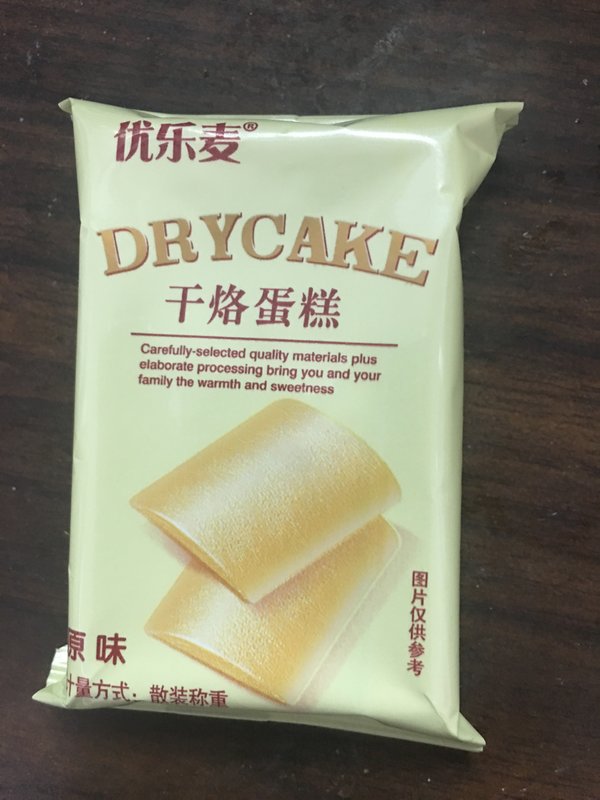 优乐麦®
DRYCAKE
干烙蛋糕
Carefully-selected quality materials plus
elaborate processing bring you and your
family the warmth and sweetness
图片仅供参考
原味
计量方式：散装称重